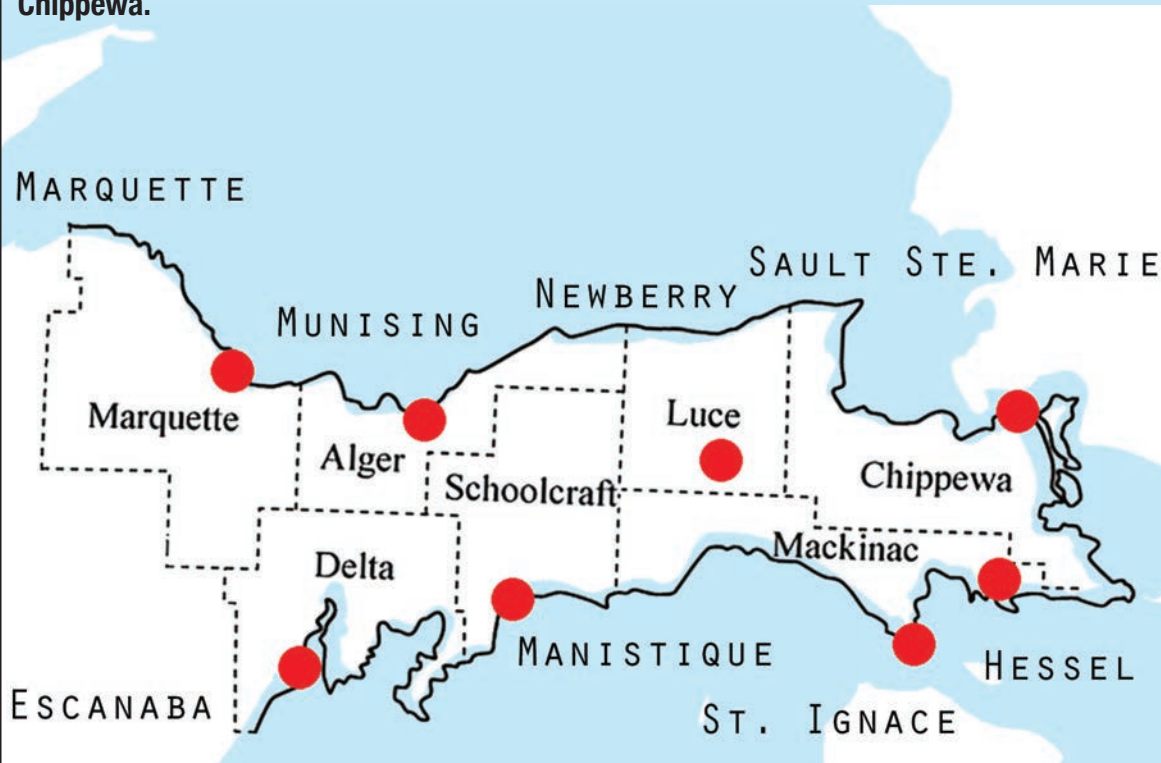 Chippewa.
MARQUETTE
SAULT STE. MARIE
NEWBERRY
MUNISING
Marquette
Luce
Alger
Chippewa
Schoolcraft
Mackinac
Delta
MANISTIQUE
HESSEL
ESCANABA
ST. IGNACE